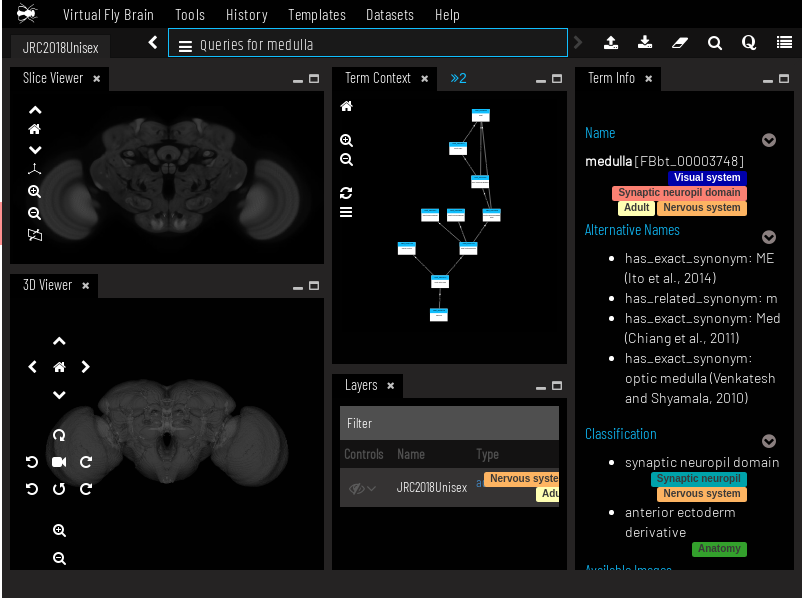 Virtual Fly Brain Tools History Templates Datasets Help
JRC2018Unisex
Queries for medulla
Slice Viewer
Term Context
2
Term Info
Name
medulla [FBbt_00003748]
Visual system
Synaptic neuropil domain
Adult Nervous system
Alternative Names
has_exact_synonym: ME
(Ito et al., 2014)
has_related_synonym: m
has_exact_synonym: Med
(Chiang et al., 2011)
has_exact_synonym:
optic medulla (Venkatesh
and Shyamala, 2010)
Classification
synaptic neuropil domain
Synaptic neuropil
Nervous system
anterior ectoderm
derivative
Anatomy
Available Images
3D Viewer
Layers
Filter
Controls Name Type
JRC2018Unisex
Nervous syste
Adu